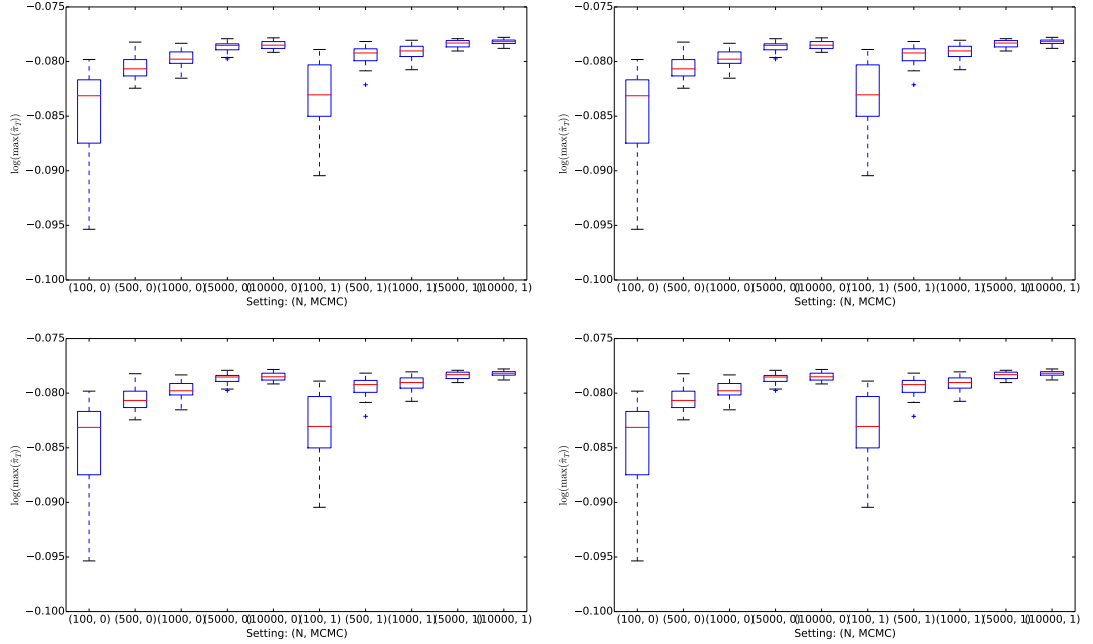 −0.075
−0.080
−0.085
−0.090
−0.095
−0.100
log(max(π̂_T))
(100, 0) (500, 0) (1000, 0) (5000, 0) (10000, 0) (100, 1) (500, 1) (1000, 1) (5000, 1) (10000, 1)
Setting: (N, MCMC)
−0.075
−0.080
−0.085
−0.090
−0.095
−0.100
log(max(π̂_T))
(100, 0) (500, 0) (1000, 0) (5000, 0) (10000, 0) (100, 1) (500, 1) (1000, 1) (5000, 1) (10000, 1)
Setting: (N, MCMC)
−0.075
−0.080
−0.085
−0.090
−0.095
−0.100
log(max(π̂_T))
(100, 0) (500, 0) (1000, 0) (5000, 0) (10000, 0) (100, 1) (500, 1) (1000, 1) (5000, 1) (10000, 1)
Setting: (N, MCMC)
−0.075
−0.080
−0.085
−0.090
−0.095
−0.100
log(max(π̂_T))
(100, 0) (500, 0) (1000, 0) (5000, 0) (10000, 0) (100, 1) (500, 1) (1000, 1) (5000, 1) (10000, 1)
Setting: (N, MCMC)